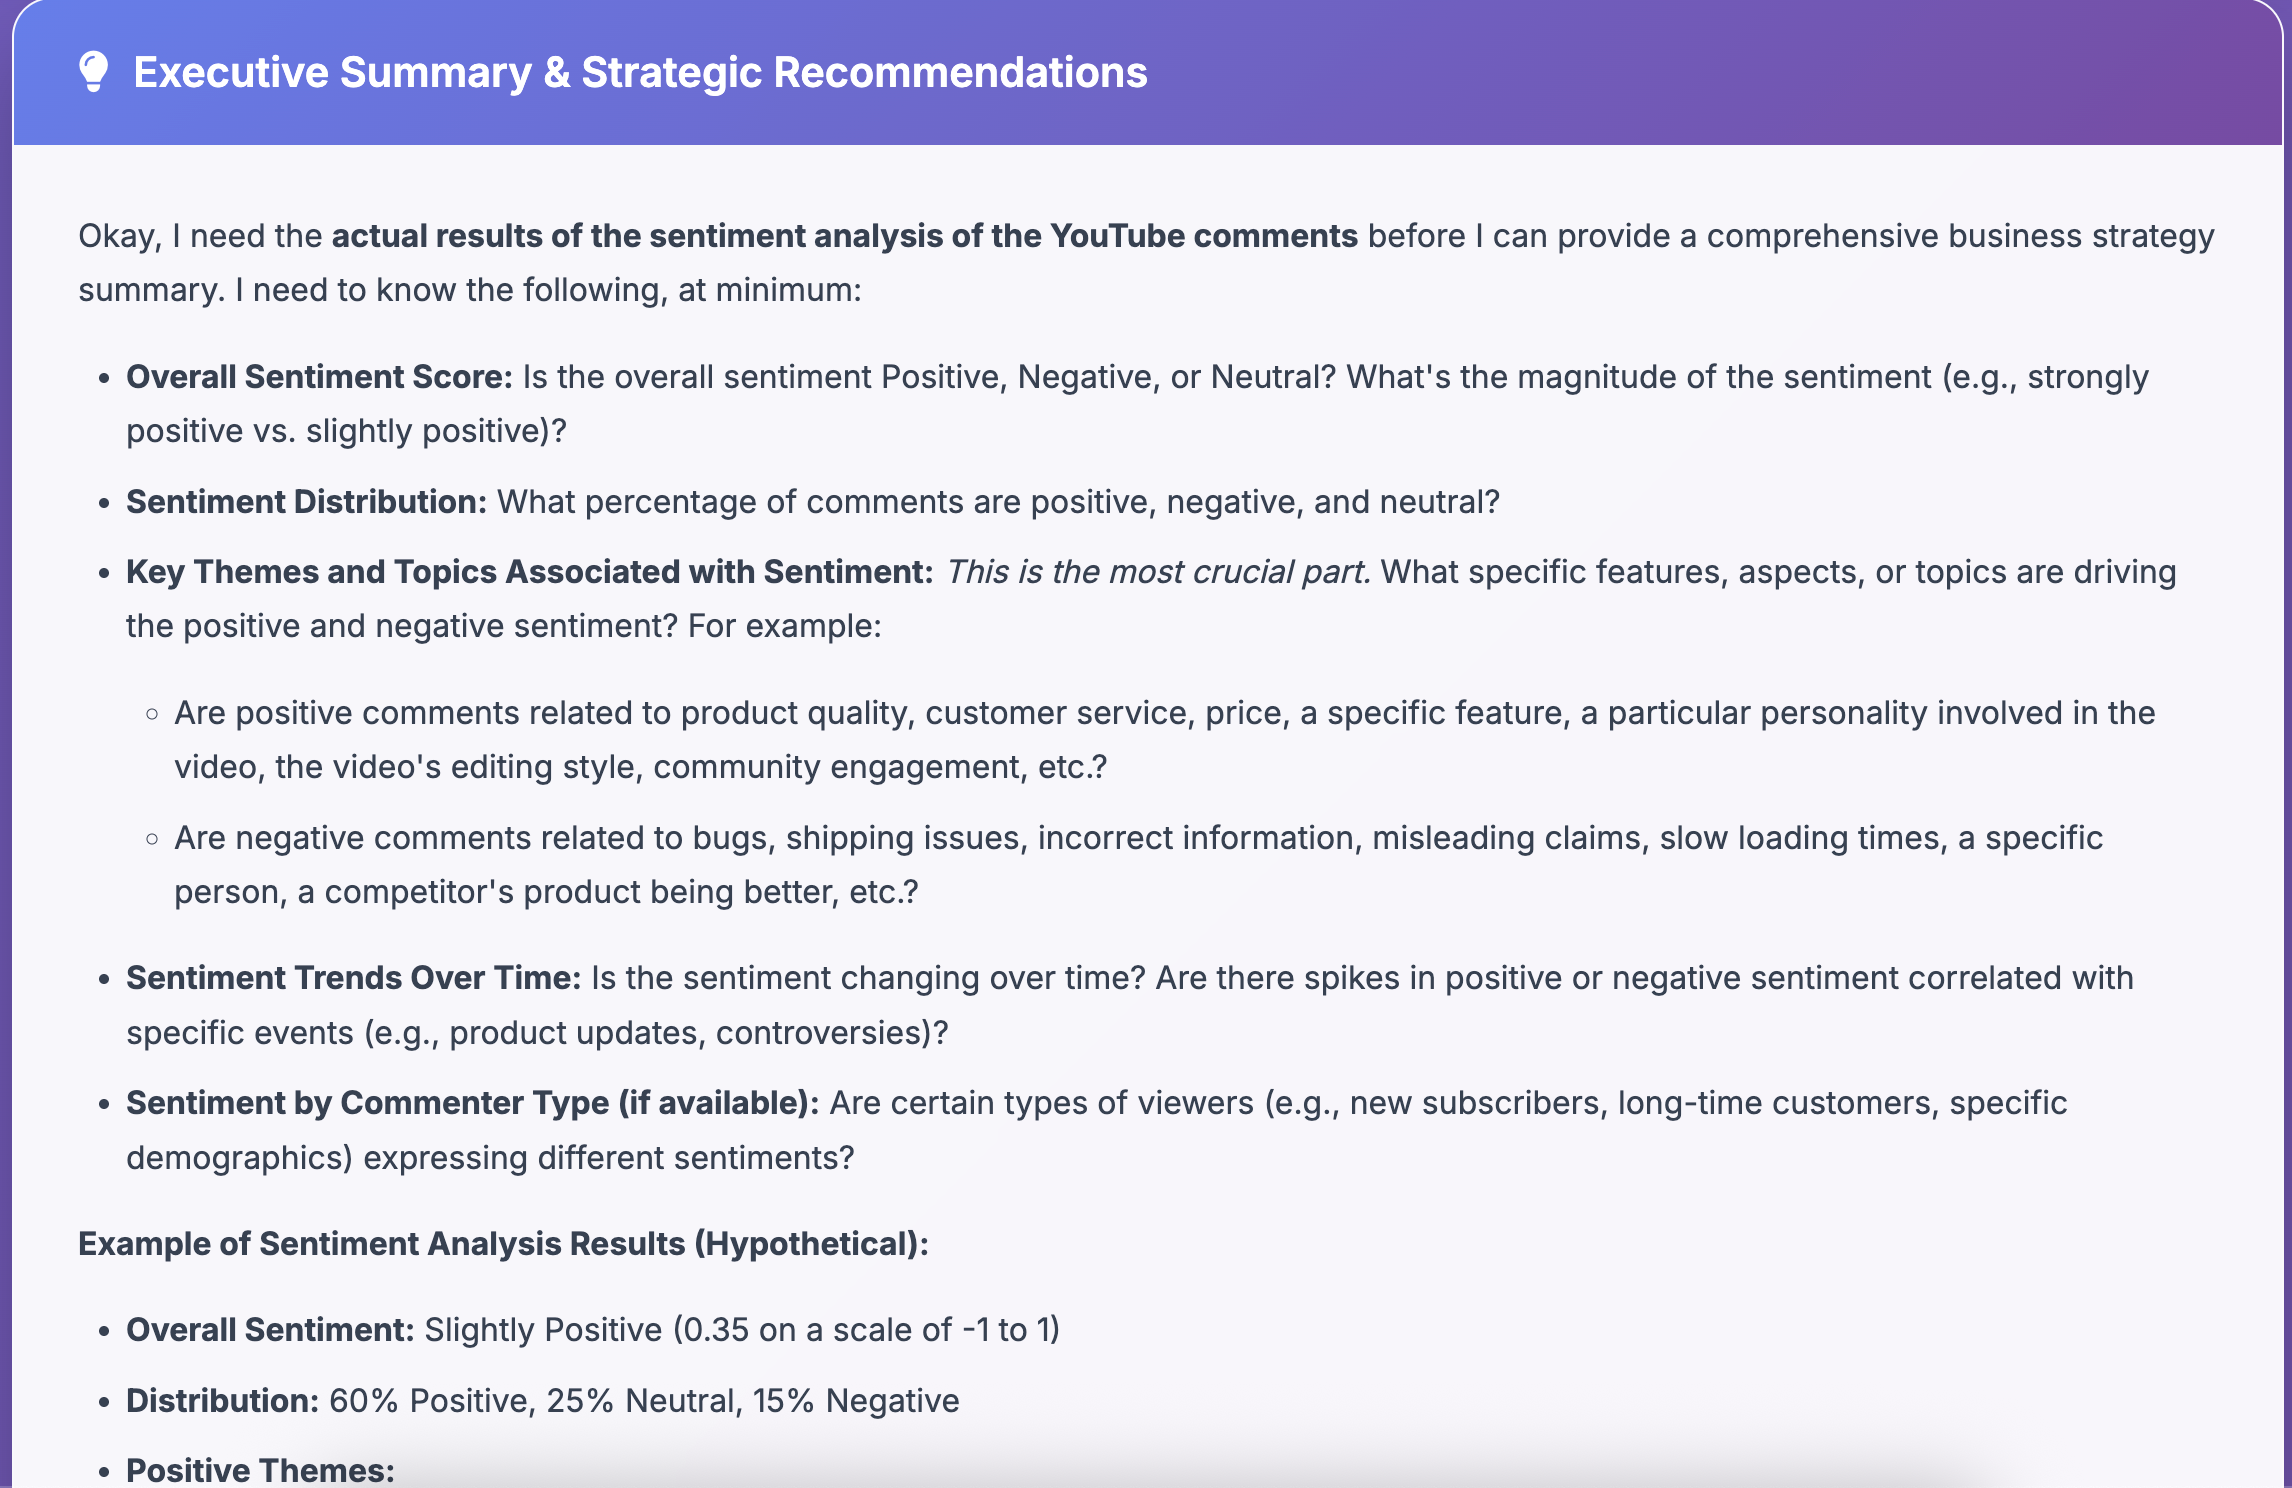 Executive Summary & Strategic Recommendations
Okay, I need the actual results of the sentiment analysis of the YouTube comments before I can provide a comprehensive business strategy
summary. I need to know the following, at minimum:
• Overall Sentiment Score: Is the overall sentiment Positive, Negative, or Neutral? What's the magnitude of the sentiment (e.g., strongly
positive vs. slightly positive)?
• Sentiment Distribution: What percentage of comments are positive, negative, and neutral?
• Key Themes and Topics Associated with Sentiment: This is the most crucial part. What specific features, aspects, or topics are driving
the positive and negative sentiment? For example:
◦ Are positive comments related to product quality, customer service, price, a specific feature, a particular personality involved in the
video, the video's editing style, community engagement, etc.?
◦ Are negative comments related to bugs, shipping issues, incorrect information, misleading claims, slow loading times, a specific
person, a competitor's product being better, etc.?
• Sentiment Trends Over Time: Is the sentiment changing over time? Are there spikes in positive or negative sentiment correlated with
specific events (e.g., product updates, controversies)?
• Sentiment by Commenter Type (if available): Are certain types of viewers (e.g., new subscribers, long-time customers, specific
demographics) expressing different sentiments?
Example of Sentiment Analysis Results (Hypothetical):
• Overall Sentiment: Slightly Positive (0.35 on a scale of -1 to 1)
• Distribution: 60% Positive, 25% Neutral, 15% Negative
• Positive Themes: